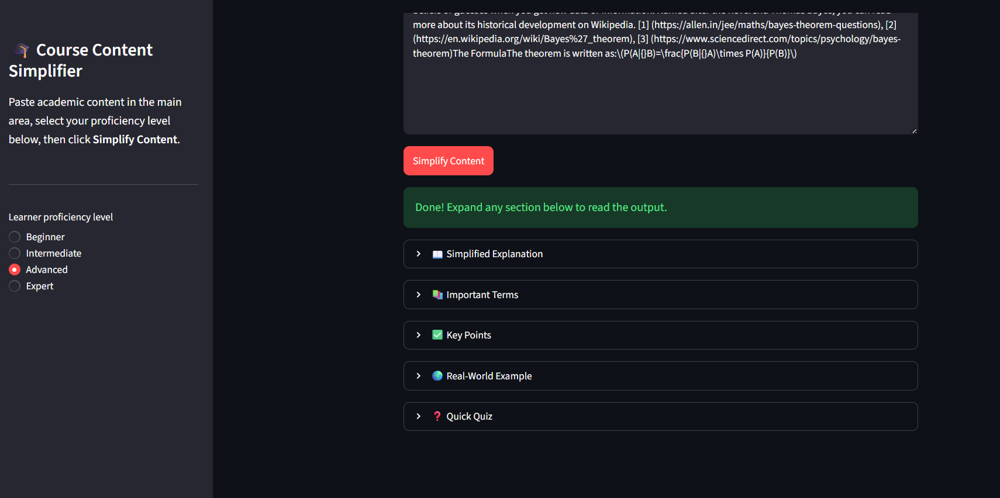 Course Content
Simplifier
Paste academic content in the main
area, select your proficiency level
below, then click Simplify Content.
Learner proficiency level
Beginner
Intermediate
Advanced
Expert
more about its historical development on Wikipedia. [1] (https://allen.in/jee/maths/bayes-theorem-questions), [2]
(https://en.wikipedia.org/wiki/Bayes%27_theorem), [3] (https://www.sciencedirect.com/topics/psychology/bayes-
theorem)The FormulaThe theorem is written as:\(P(A|{}B)=\frac{P(B|{}A)\times P(A)}{P(B)}\)
Simplify Content
Done! Expand any section below to read the output.
Simplified Explanation
Important Terms
Key Points
Real-World Example
Quick Quiz